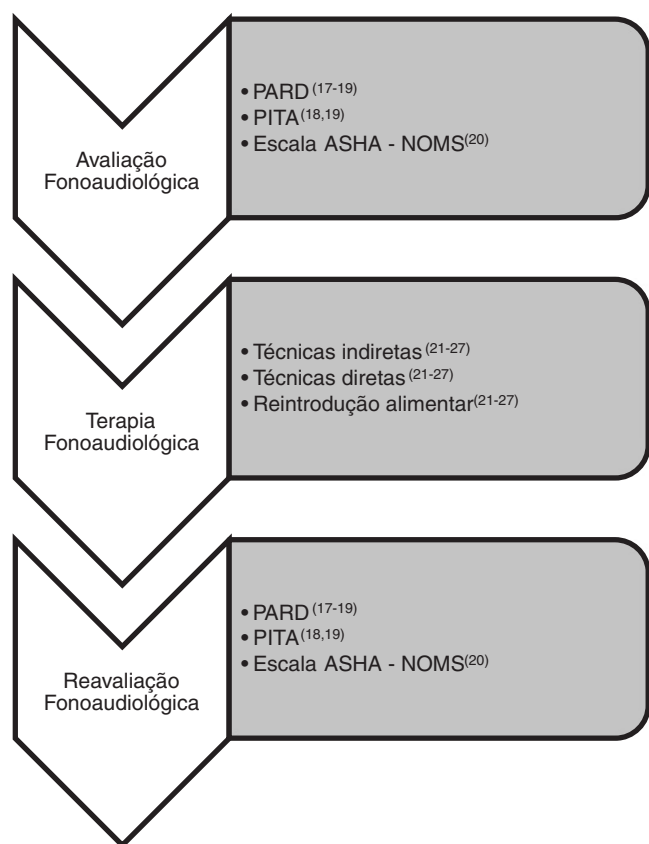 Avaliação
Fonoaudiológica
• PARD (17-19)
• PITA (18,19)
• Escala ASHA - NOMS(20)
Terapia
Fonoaudiológica
• Técnicas indiretas (21-27)
• Técnicas diretas (21-27)
• Reintrodução alimentar(21-27)
Reavaliação
Fonoaudiológica
• PARD (17-19)
• PITA (18,19)
• Escala ASHA - NOMS(20)